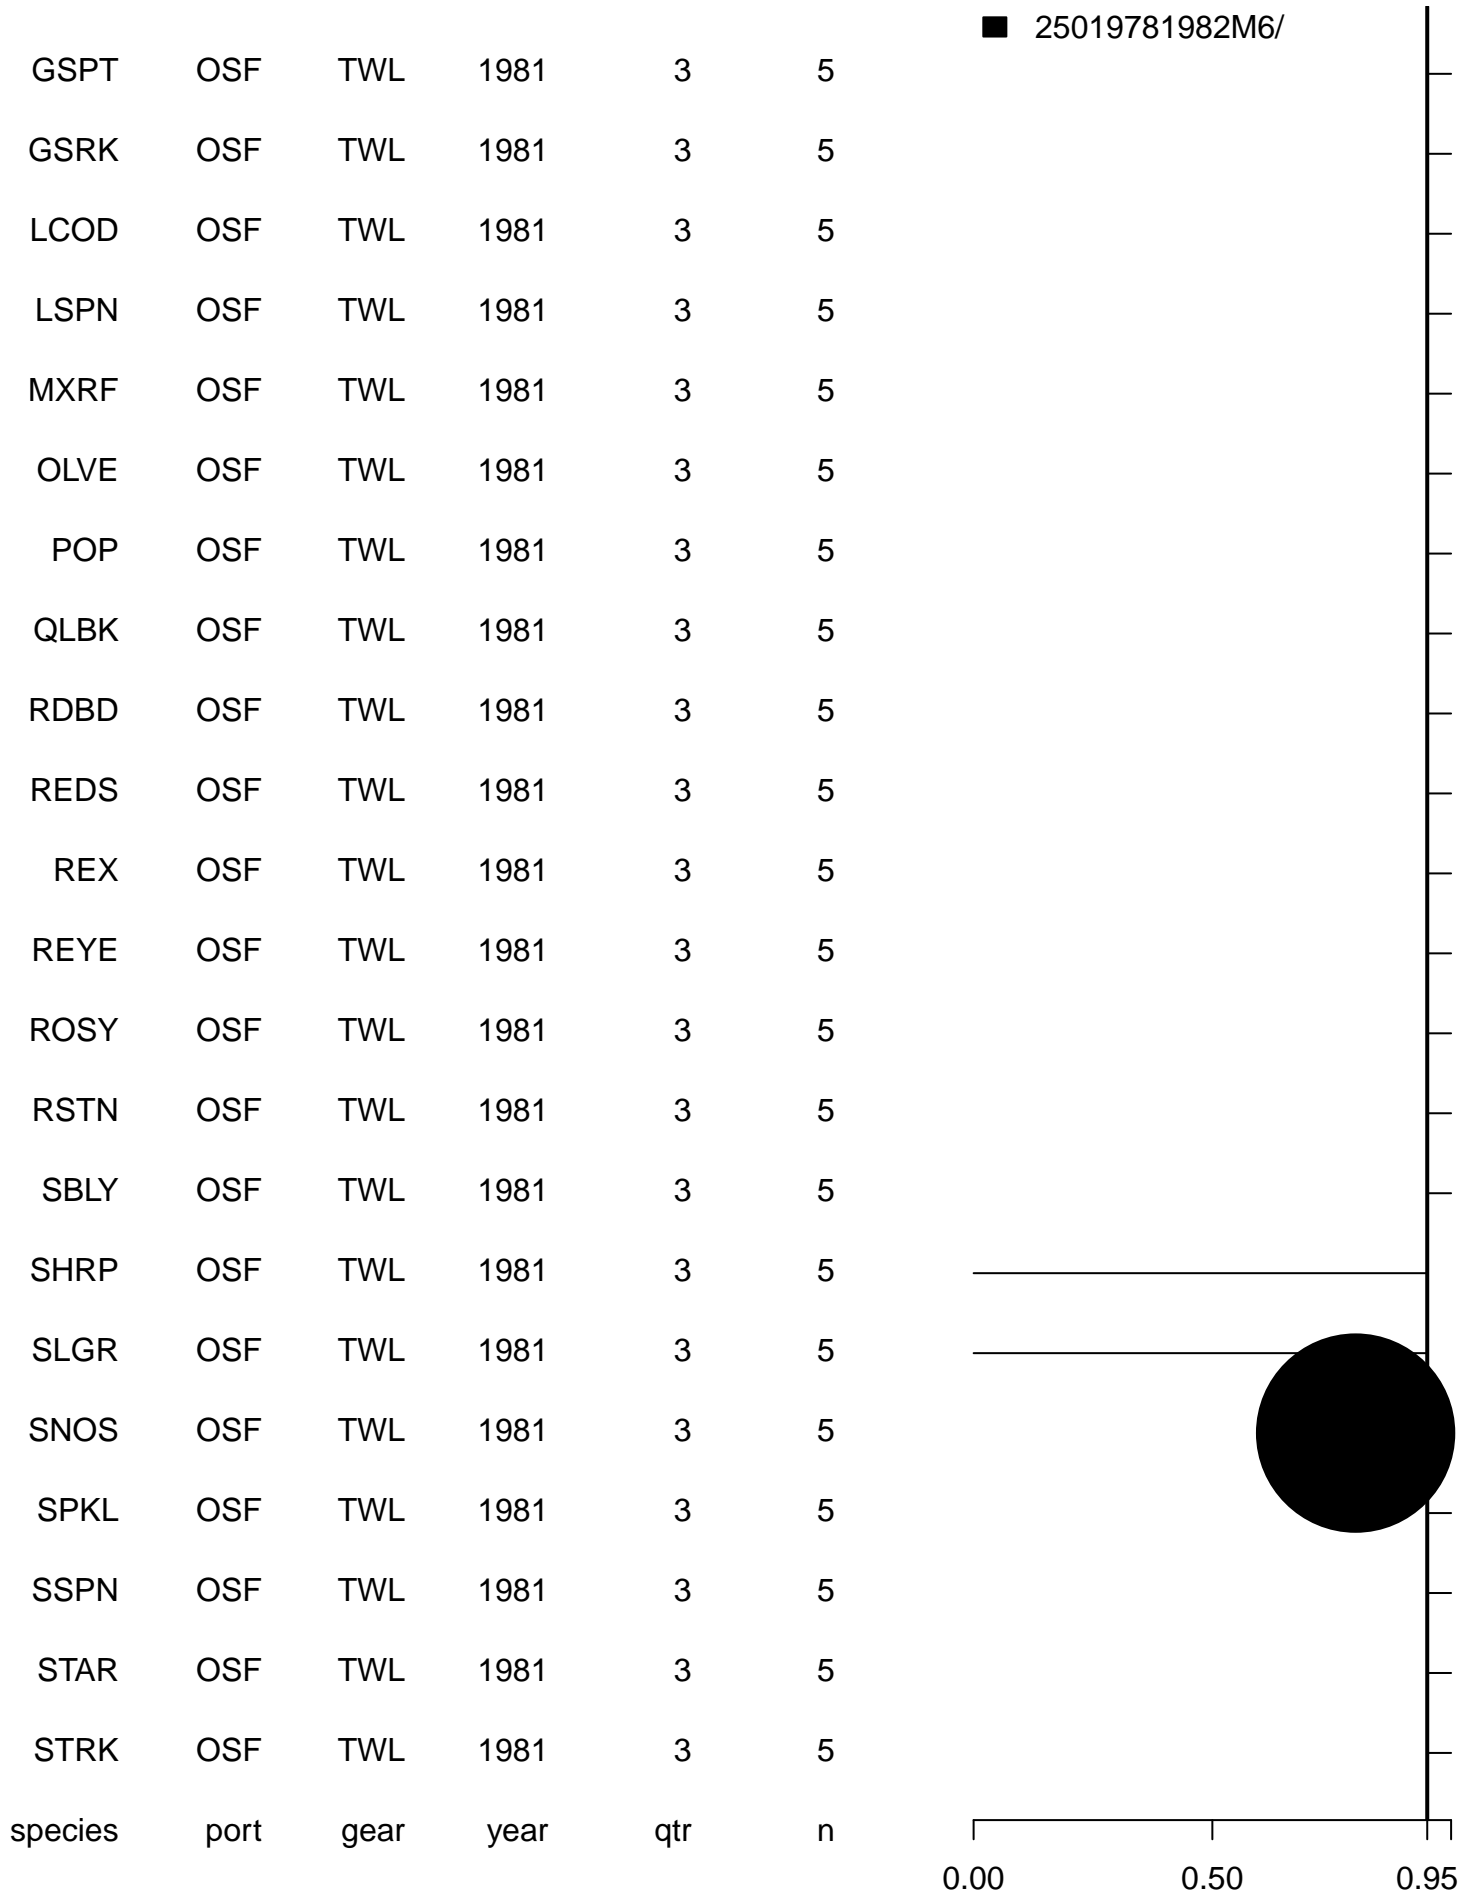 25019781982M6/
GSPT OSF TWL 1981 3 5
GSRK OSF TWL 1981 3 5
LCOD OSF TWL 1981 3 5
LSPN OSF TWL 1981 3 5
MXRF OSF TWL 1981 3 5
OLVE OSF TWL 1981 3 5
POP OSF TWL 1981 3 5
QLBK OSF TWL 1981 3 5
RDBD OSF TWL 1981 3 5
REDS OSF TWL 1981 3 5
REX OSF TWL 1981 3 5
REYE OSF TWL 1981 3 5
ROSY OSF TWL 1981 3 5
RSTN OSF TWL 1981 3 5
SBLY OSF TWL 1981 3 5
SHRP OSF TWL 1981 3 5
SLGR OSF TWL 1981 3 5
SNOS OSF TWL 1981 3 5
SPKL OSF TWL 1981 3 5
SSPN OSF TWL 1981 3 5
STAR OSF TWL 1981 3 5
STRK OSF TWL 1981 3 5
species port gear year qtr n
0.00 0.50 0.95